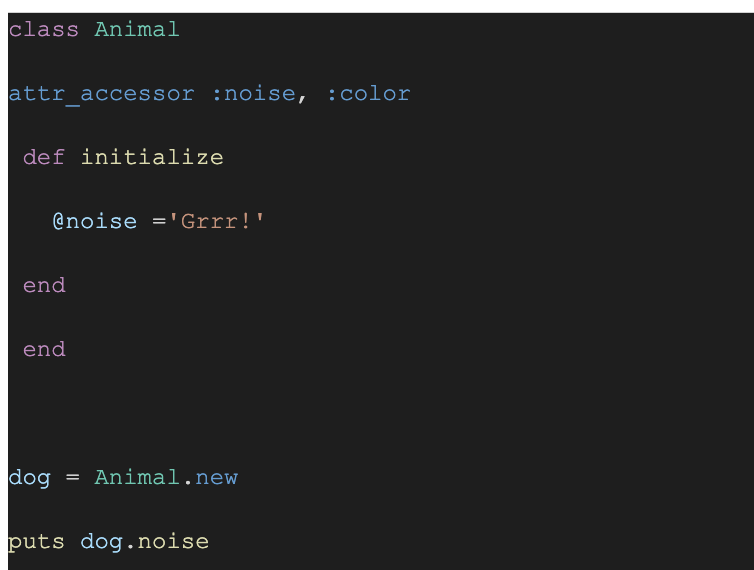 class Animal
attr_accessor :noise, :color
def initialize
@noise ='Grrr!'
end
end
dog = Animal.new
puts dog.noise